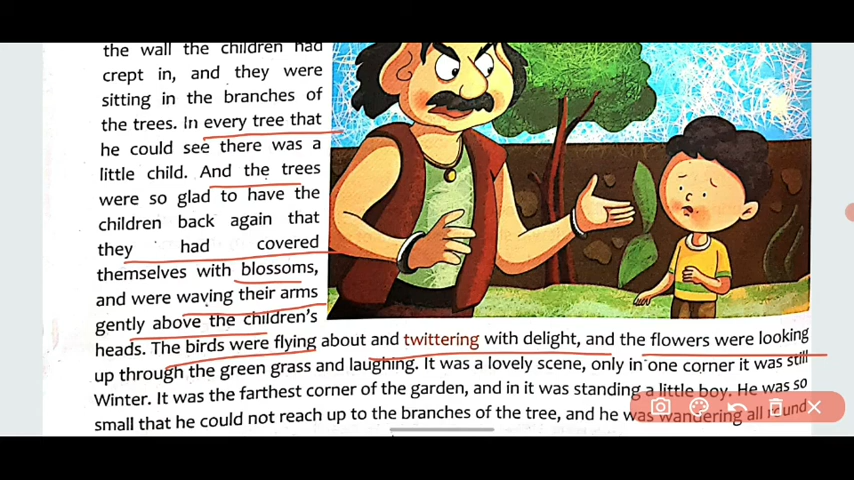 the wall the children had
crept in, and they were
sitting in the branches of
the trees. In every tree that
he could see there was a
little child. And the trees
were so glad to have the
children back again that
they had covered
themselves with blossoms,
and were waving their arms
gently above the children's
heads. The birds were flying about and twittering with delight, and the flowers were looking
up through the green grass and laughing. It was a lovely scene, only in one corner it was still
Winter. It was the farthest corner of the garden, and in it was standing a little boy. He was so
small that he could not reach up to the branches of the tree, and he was wandering all round